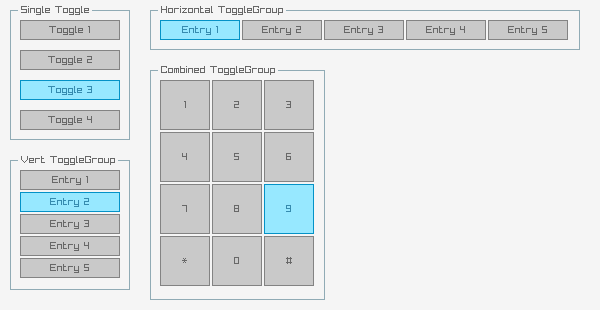 Single Toggle
Toggle 1
Toggle 2
Toggle 3
Toggle 4
Vert ToggleGroup
Entry 1
Entry 2
Entry 3
Entry 4
Entry 5
Horizontal ToggleGroup
Entry 1 Entry 2 Entry 3 Entry 4 Entry 5
Combined ToggleGroup
1 2 3
4 5 6
7 8 9
* 0 #